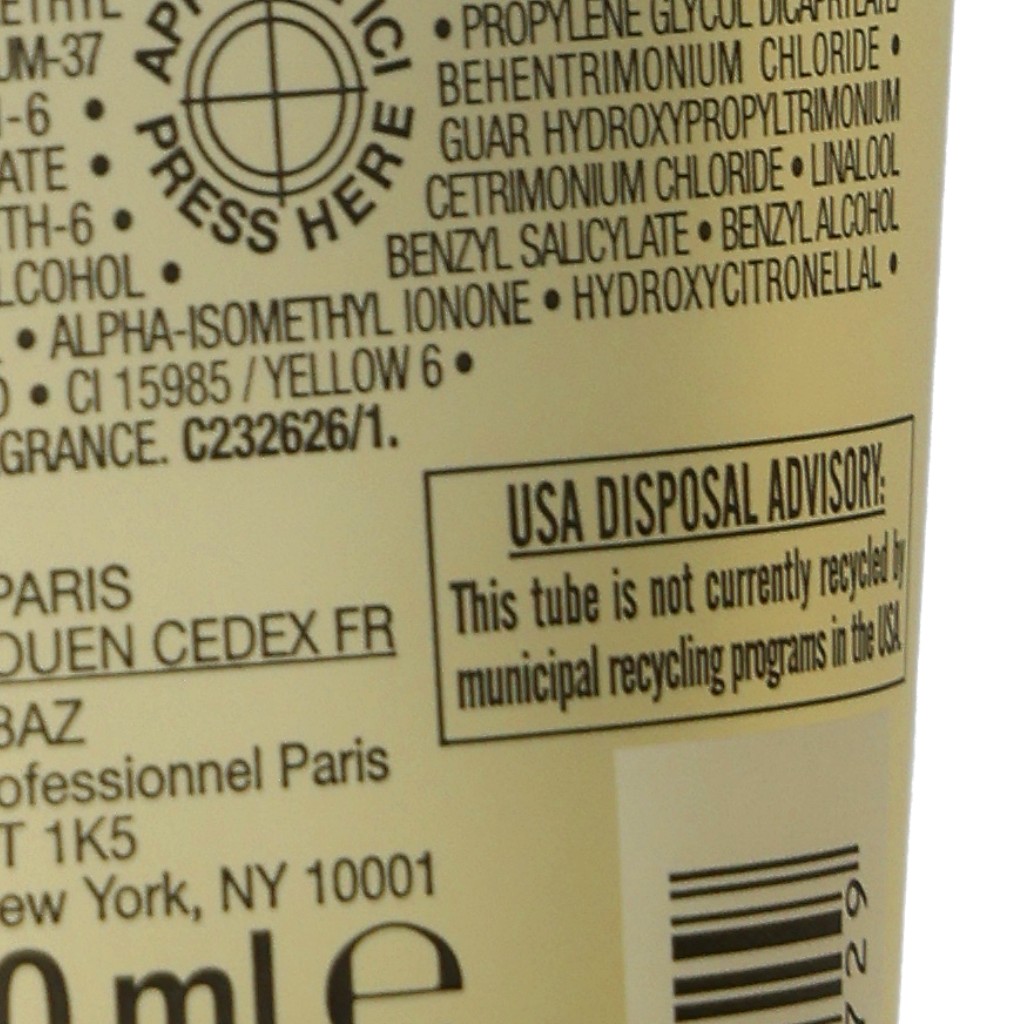 • PROPYLENE GLYCOL DICAPRYLATE
UM-37
BEHENTRIMONIUM CHLORIDE •
-6 •
GUAR HYDROXYPROPYLTRIMONIUM
ATE •
CETRIMONIUM CHLORIDE • LINALOOL
TH-6 •
PRESS HERE
BENZYL SALICYLATE • BENZYL ALCOHOL
LCOHOL •
• ALPHA-ISOMETHYL IONONE • HYDROXYCITRONELLAL •
• CI 15985 / YELLOW 6 •
GRANCE. C232626/1.
USA DISPOSAL ADVISORY:
This tube is not currently recycled by
municipal recycling programs in the USA.
PARIS
OUEN CEDEX FR
BAZ
ofessionnel Paris
T 1K5
ew York, NY 10001
0 ml e
92